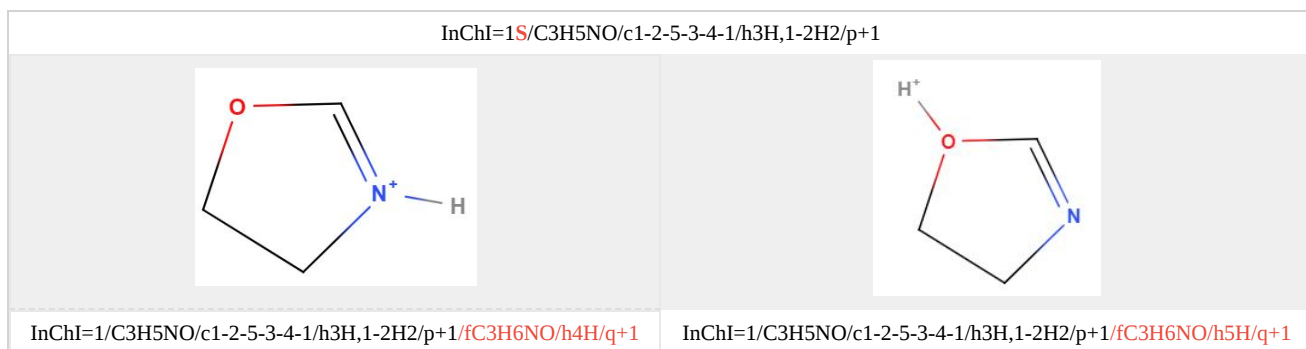 InChI=1S/C3H5NO/c1-2-5-3-4-1/h3H,1-2H2/p+1
O
N+
H
H+
O
N
InChI=1/C3H5NO/c1-2-5-3-4-1/h3H,1-2H2/p+1/fC3H6NO/h4H/q+1
InChI=1/C3H5NO/c1-2-5-3-4-1/h3H,1-2H2/p+1/fC3H6NO/h5H/q+1